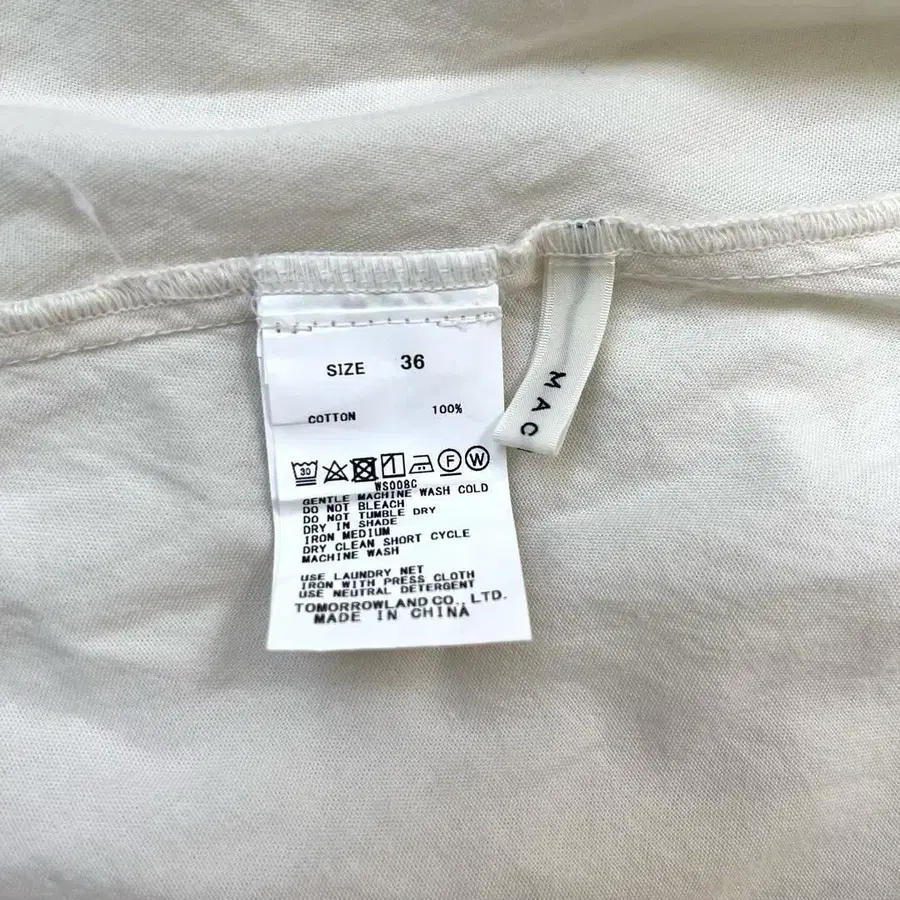 SIZE 36
COTTON 100%
30 F W
WS008C
GENTLE MACHINE WASH COLD
DO NOT BLEACH
DO NOT TUMBLE DRY
DRY IN SHADE
IRON MEDIUM
DRY CLEAN SHORT CYCLE
MACHINE WASH
USE LAUNDRY NET
IRON WITH PRESS CLOTH
USE NEUTRAL DETERGENT
TOMORROWLAND CO., LTD.
MADE IN CHINA
MAC